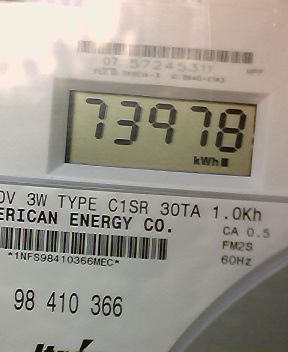 07 57245311
73978
kWh
0V 3W TYPE C1SR 30TA 1.0Kh
ERICAN ENERGY CO.
CA 0.5
FM2S
*1NFS98410366MEC*
60Hz
98 410 366